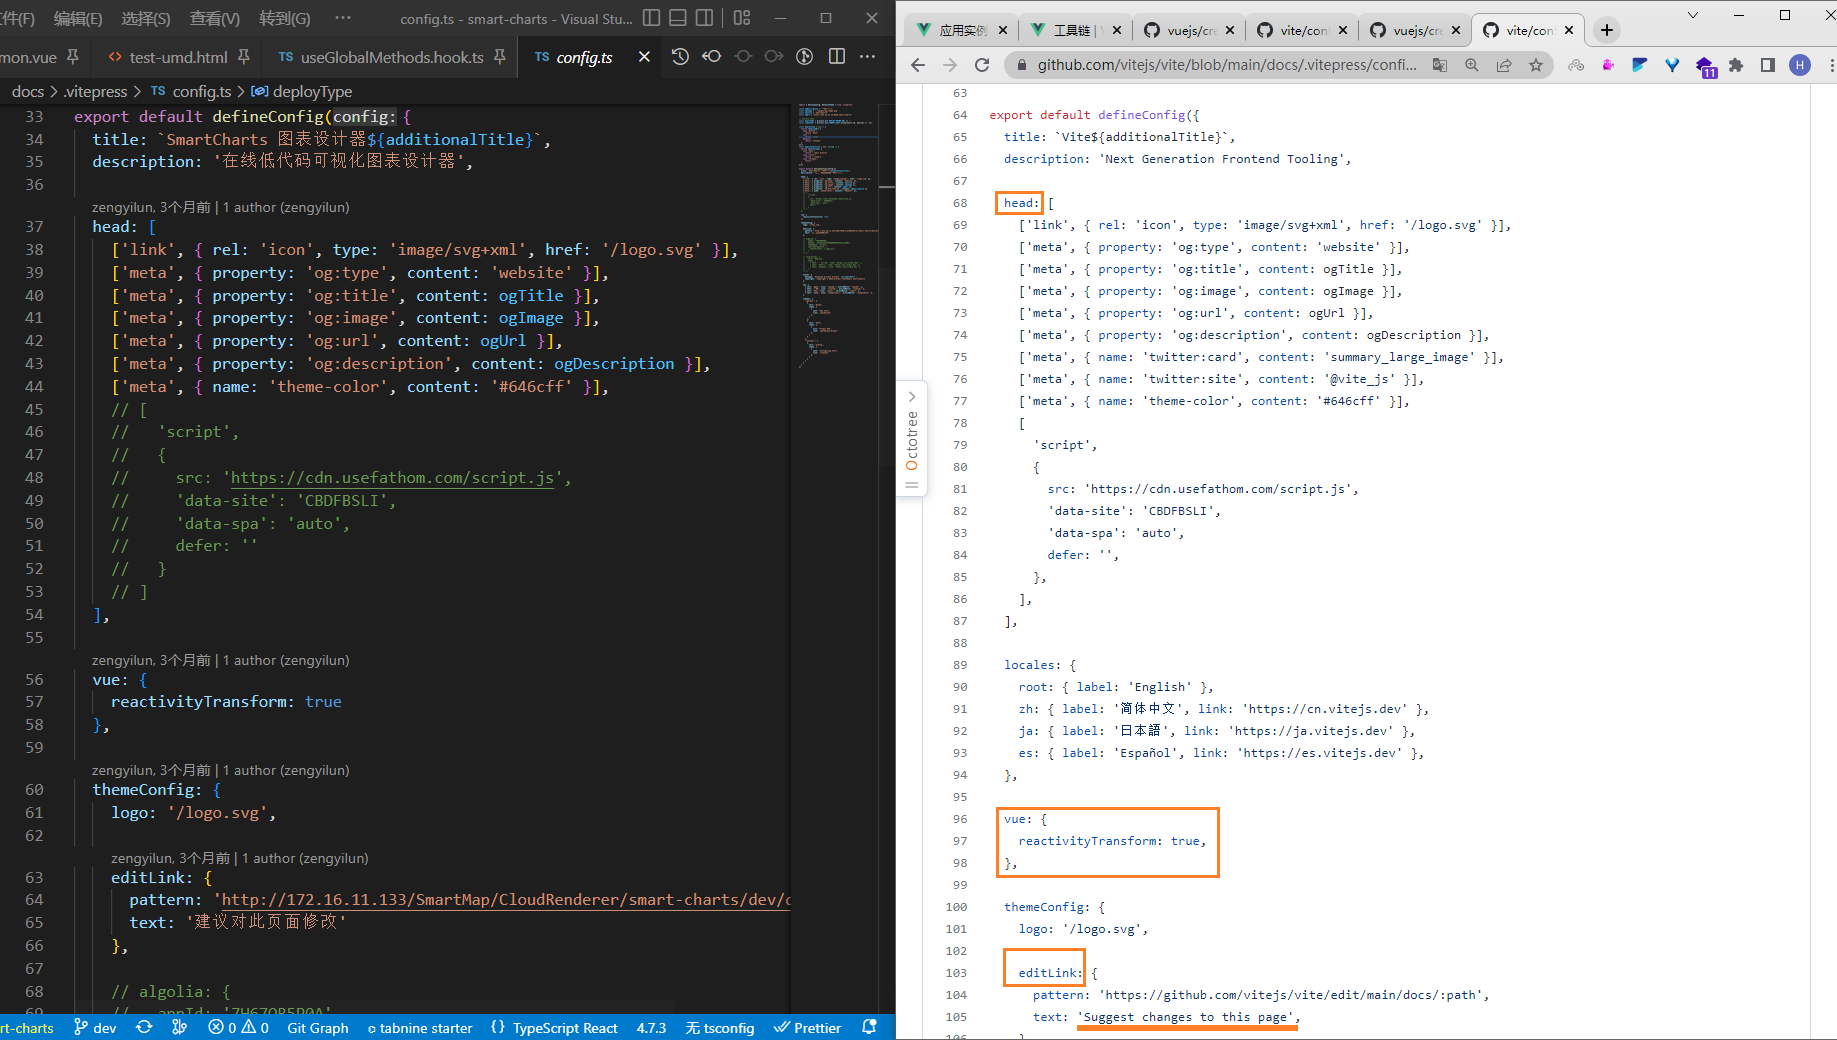 件(F) 编辑(E) 选择(S) 查看(V) 转到(G) ··· config.ts - smart-charts - Visual Stu...
mon.vue <> test-umd.html TS useGlobalMethods.hook.ts TS config.ts
docs > .vitepress > TS config.ts > deployType
33 export default defineConfig(config: {
34 title: `SmartCharts 图表设计器${additionalTitle}`,
35 description: '在线低代码可视化图表设计器',
36
zengyilun, 3个月前 | 1 author (zengyilun)
37 head: [
38 ['link', { rel: 'icon', type: 'image/svg+xml', href: '/logo.svg' }],
39 ['meta', { property: 'og:type', content: 'website' }],
40 ['meta', { property: 'og:title', content: ogTitle }],
41 ['meta', { property: 'og:image', content: ogImage }],
42 ['meta', { property: 'og:url', content: ogUrl }],
43 ['meta', { property: 'og:description', content: ogDescription }],
44 ['meta', { name: 'theme-color', content: '#646cff' }],
45 // [
46 // 'script',
47 // {
48 // src: 'https://cdn.usefathom.com/script.js',
49 // 'data-site': 'CBDFBSLI',
50 // 'data-spa': 'auto',
51 // defer: ''
52 // }
53 // ]
54 ],
55
zengyilun, 3个月前 | 1 author (zengyilun)
56 vue: {
57 reactivityTransform: true
58 },
59
zengyilun, 3个月前 | 1 author (zengyilun)
60 themeConfig: {
61 logo: '/logo.svg',
62
zengyilun, 3个月前 | 1 author (zengyilun)
63 editLink: {
64 pattern: 'http://172.16.11.133/SmartMap/CloudRenderer/smart-charts/dev/
65 text: '建议对此页面修改'
66 },
67
68 // algolia: {
rt-charts dev 0 0 Git Graph tabnine starter {} TypeScript React 4.7.3 无 tsconfig Prettier
应用实例 工具链 | vuejs/cre vite/con vuejs/cre vite/con
github.com/vitejs/vite/blob/main/docs/.vitepress/confi... 11 H
Octotree
63
64 export default defineConfig({
65 title: `Vite${additionalTitle}`,
66 description: 'Next Generation Frontend Tooling',
67
68 head: [
69 ['link', { rel: 'icon', type: 'image/svg+xml', href: '/logo.svg' }],
70 ['meta', { property: 'og:type', content: 'website' }],
71 ['meta', { property: 'og:title', content: ogTitle }],
72 ['meta', { property: 'og:image', content: ogImage }],
73 ['meta', { property: 'og:url', content: ogUrl }],
74 ['meta', { property: 'og:description', content: ogDescription }],
75 ['meta', { name: 'twitter:card', content: 'summary_large_image' }],
76 ['meta', { name: 'twitter:site', content: '@vite_js' }],
77 ['meta', { name: 'theme-color', content: '#646cff' }],
78 [
79 'script',
80 {
81 src: 'https://cdn.usefathom.com/script.js',
82 'data-site': 'CBDFBSLI',
83 'data-spa': 'auto',
84 defer: '',
85 },
86 ],
87 ],
88
89 locales: {
90 root: { label: 'English' },
91 zh: { label: '简体中文', link: 'https://cn.vitejs.dev' },
92 ja: { label: '日本語', link: 'https://ja.vitejs.dev' },
93 es: { label: 'Español', link: 'https://es.vitejs.dev' },
94 },
95
96 vue: {
97 reactivityTransform: true,
98 },
99
100 themeConfig: {
101 logo: '/logo.svg',
102
103 editLink: {
104 pattern: 'https://github.com/vitejs/vite/edit/main/docs/:path',
105 text: 'Suggest changes to this page',